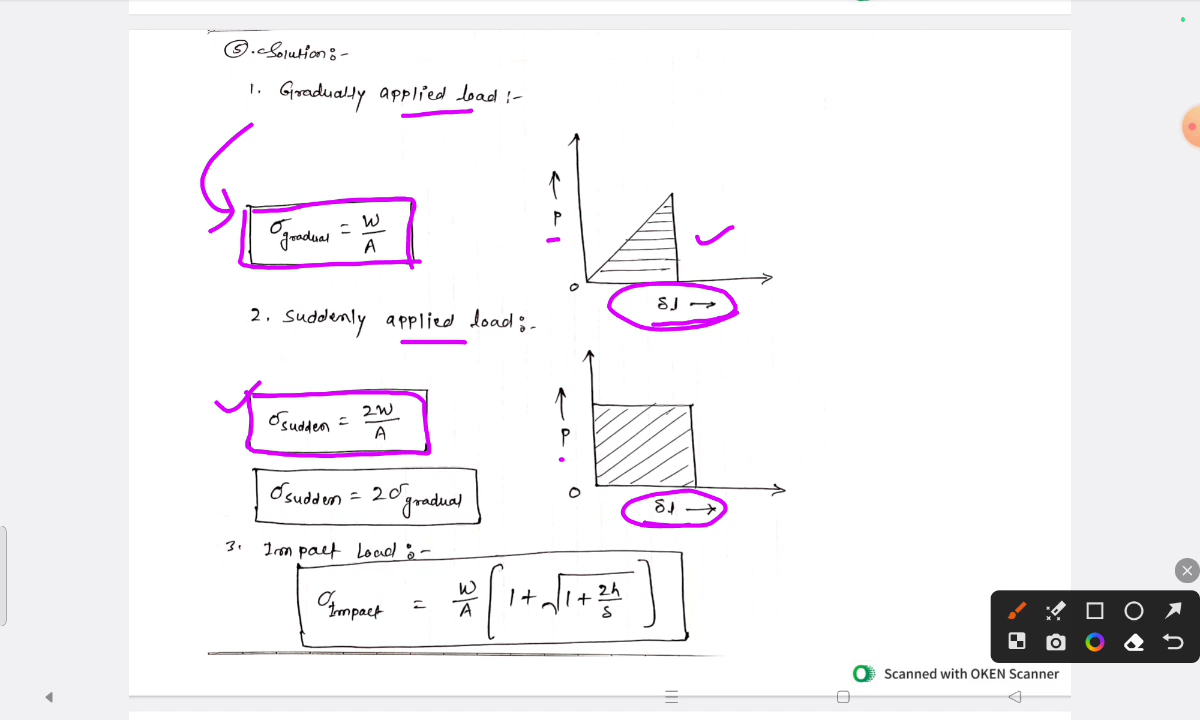 ⑤. Solution:-
1. Gradually applied load :-
↑
P
σgradual = W/A
0
δl →
2. Suddenly applied load:-
↑
P
σsudden = 2W/A
0
δl →
σsudden = 2σgradual
3. Impact Load :-
σImpact = W/A [1+√(1+2h/δ)]
Scanned with OKEN Scanner